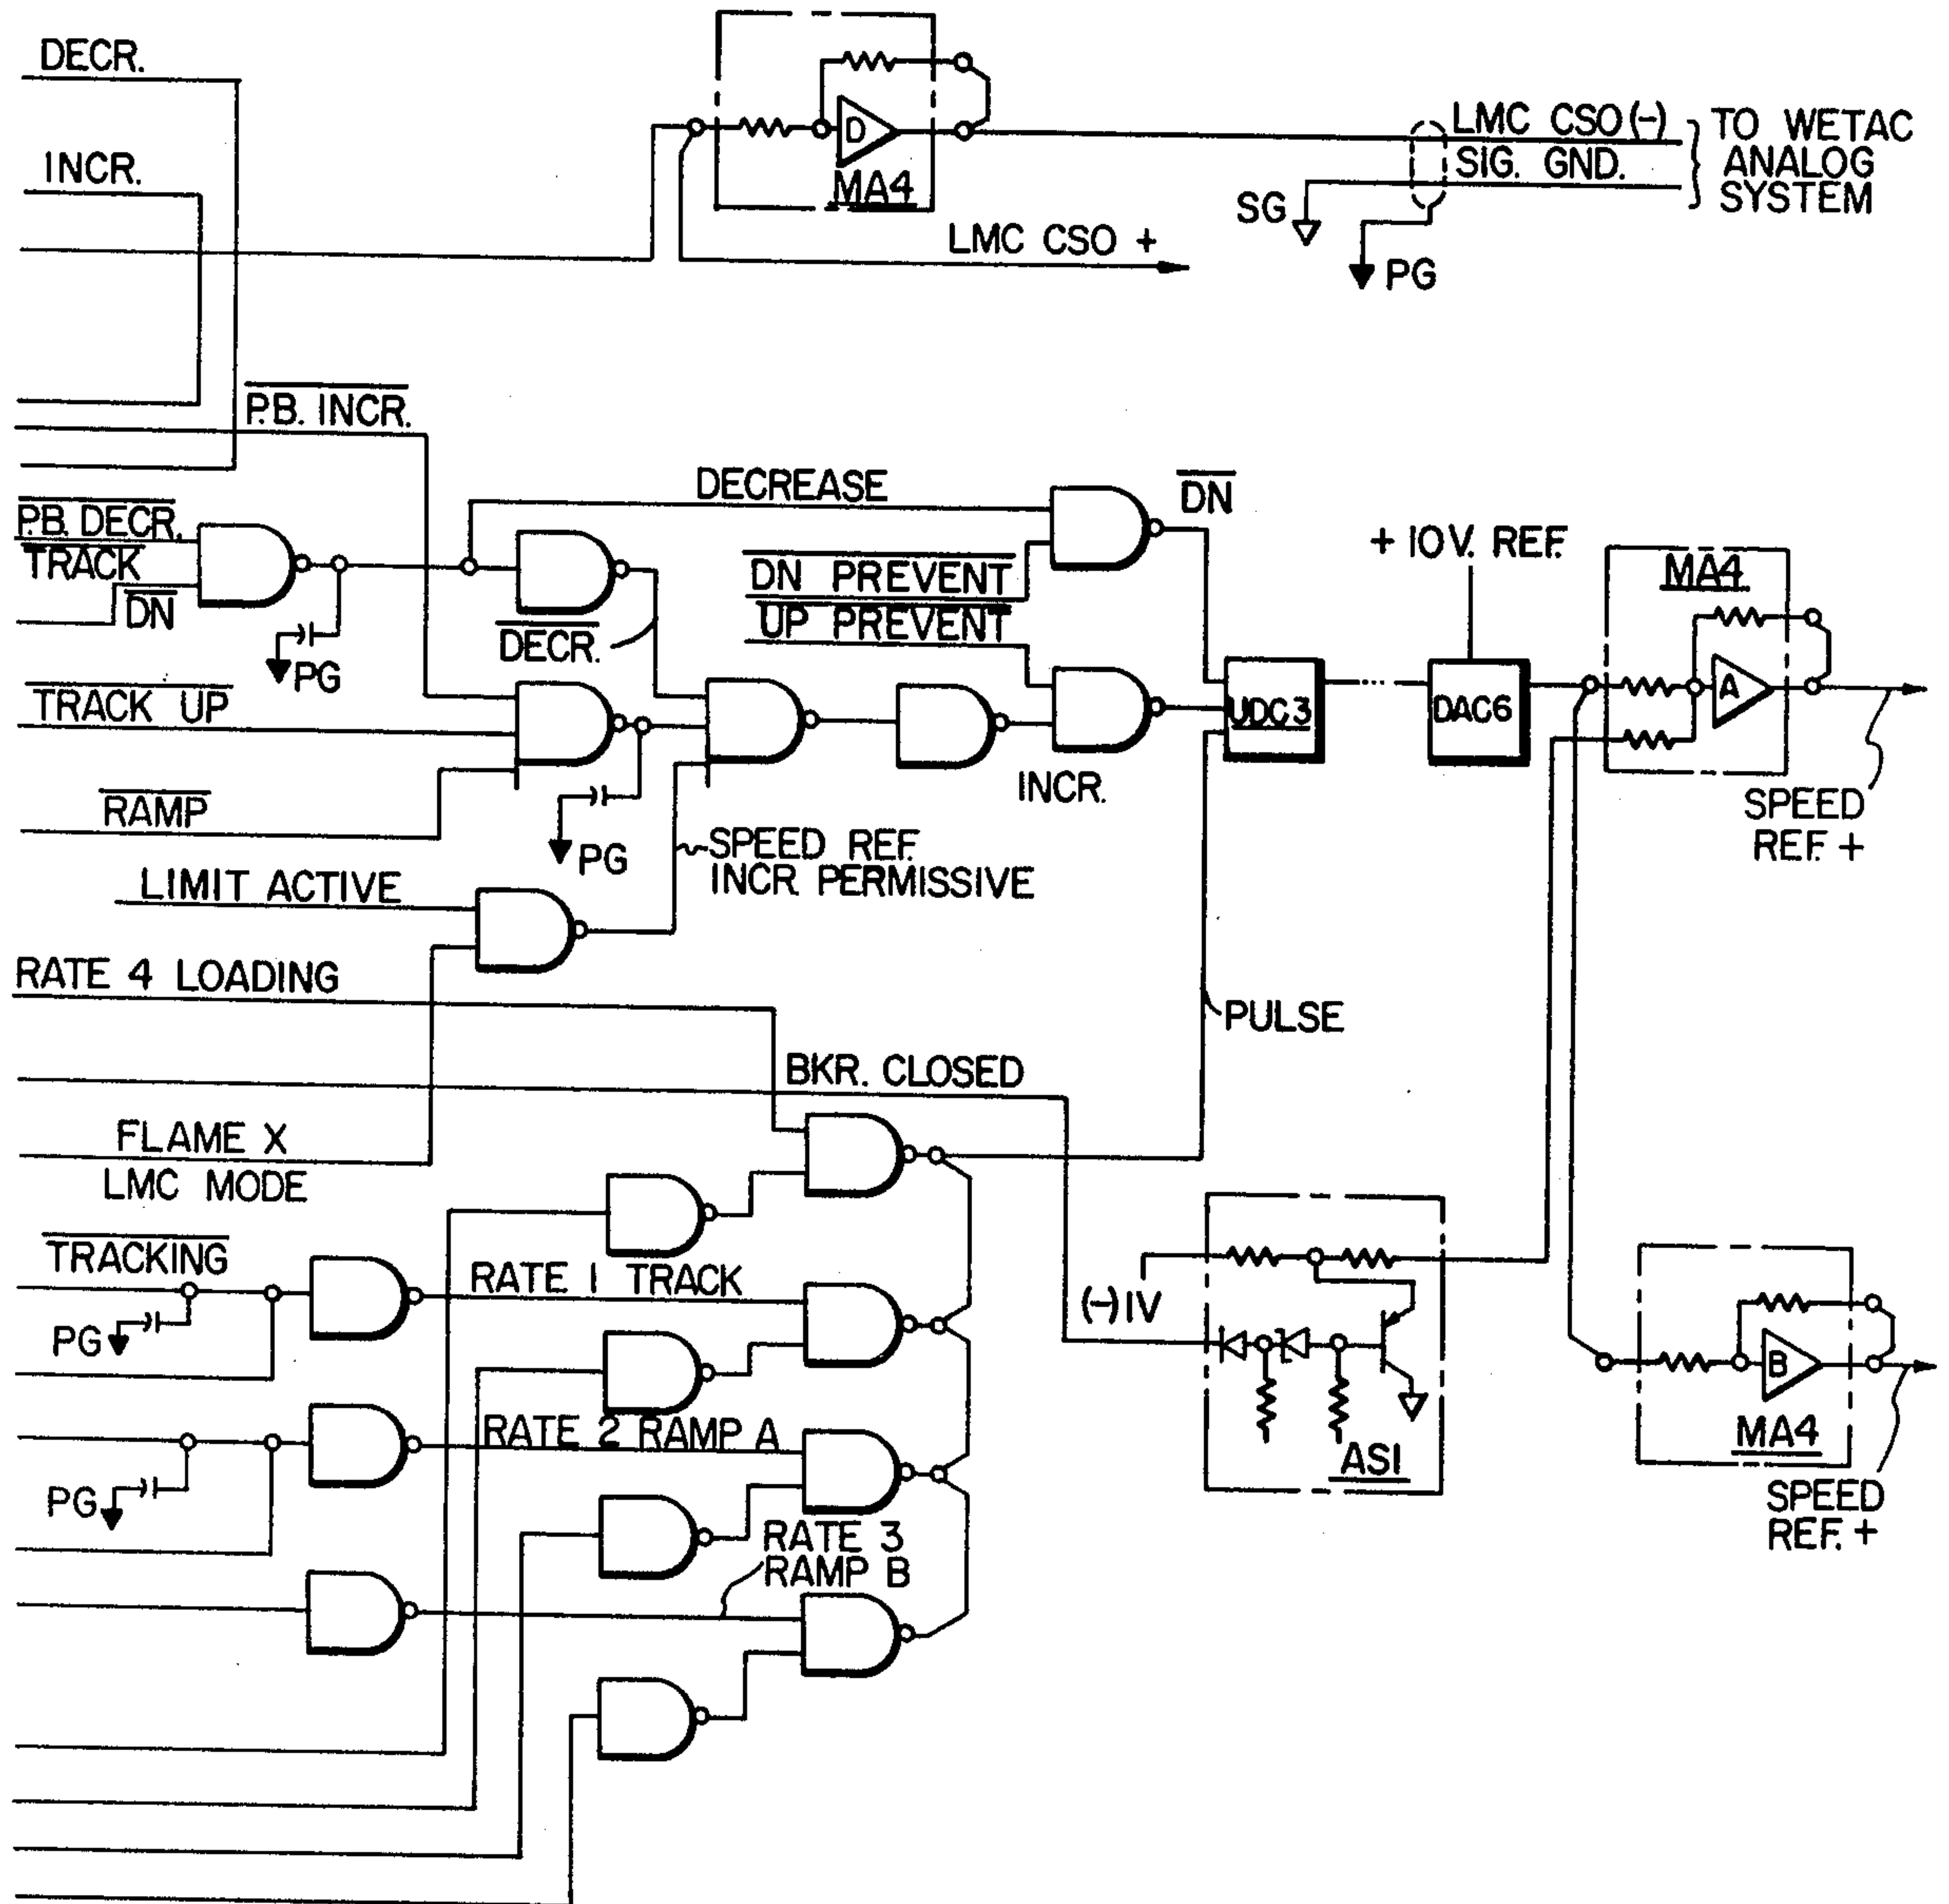 DECR.
INCR.
D
MA4
LMC CSO (-)
SIG. GND.
TO WETAC
ANALOG
SYSTEM
SG
PG
LMC CSO +
P.B. INCR.
DECREASE
DN
P.B. DECR.
TRACK
DN
PG
DECR.
DN PREVENT
UP PREVENT
+ 10V. REF.
MA4
A
TRACK UP
UDC3
DAC6
RAMP
PG
INCR.
SPEED REF.
INCR. PERMISSIVE
SPEED
REF. +
LIMIT ACTIVE
RATE 4 LOADING
PULSE
BKR. CLOSED
FLAME X
LMC MODE
TRACKING
PG
RATE 1 TRACK
(-) 1V
RATE 2 RAMP A
PG
AS1
B
MA4
RATE 3
RAMP B
SPEED
REF. +